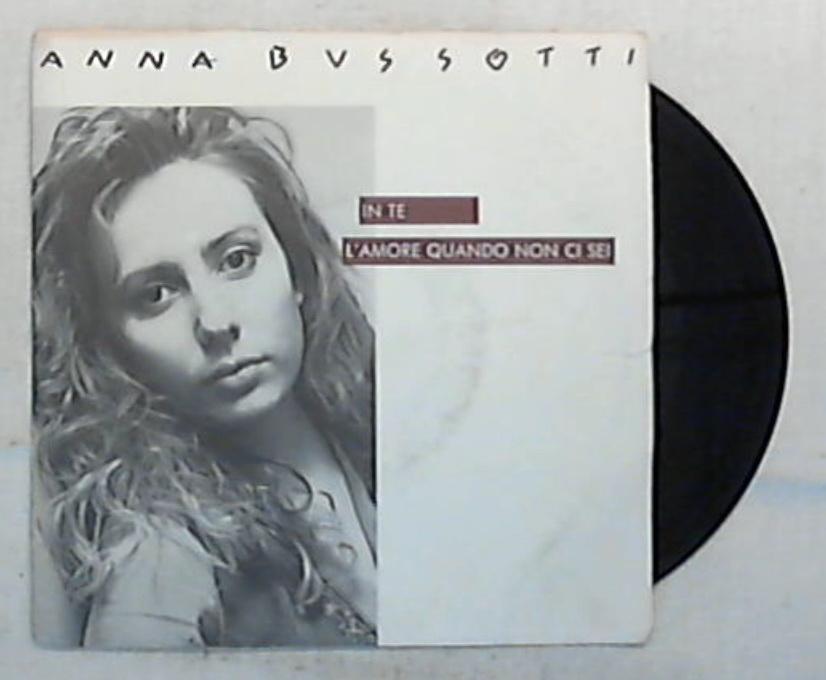 ANNA BUSSOTTI
IN TE
L'AMORE QUANDO NON CI SEI